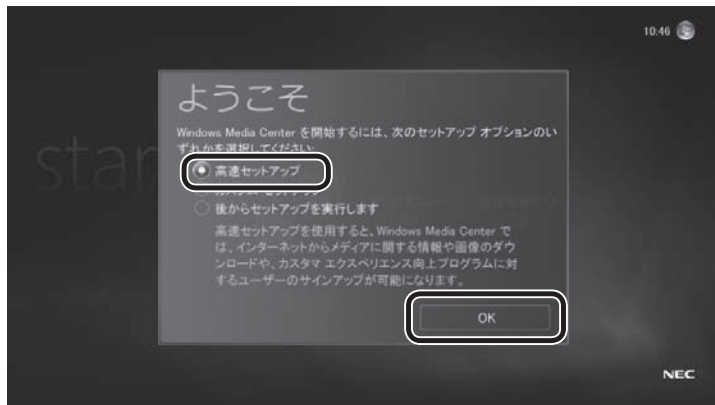 10:46
ようこそ
Windows Media Center を開始するには、次のセットアップ オプションのい
ずれかを選択してください:
高速セットアップ
後からセットアップを実行します
高速セットアップを使用すると、Windows Media Center で
は、インターネットからメディアに関する情報や画像のダウ
ンロードや、カスタマ エクスペリエンス向上プログラムに対
するユーザーのサインアップが可能になります。
OK
NEC